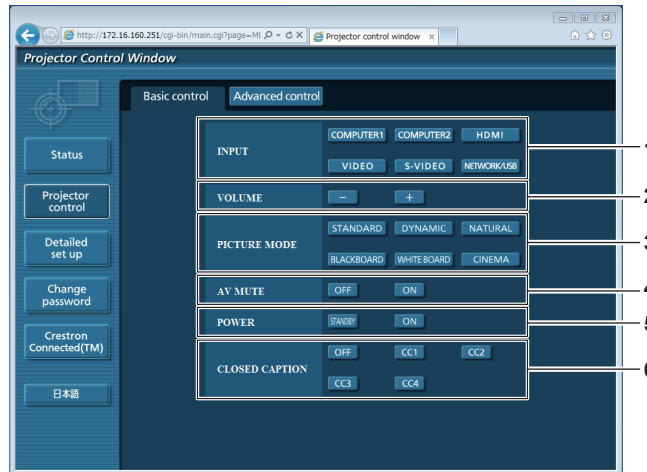 http://172.16.160.251/cgi-bin/main.cgi?page=MI
Projector control window
Projector Control Window
Basic control
Advanced control
Status
Projector
control
Detailed
set up
Change
password
Crestron
Connected(TM)
日本語
INPUT
COMPUTER1 COMPUTER2 HDMI
VIDEO S-VIDEO NETWORK/USB
VOLUME
- +
PICTURE MODE
STANDARD DYNAMIC NATURAL
BLACKBOARD WHITE BOARD CINEMA
AV MUTE
OFF ON
POWER
STANDBY ON
CLOSED CAPTION
OFF CC1 CC2
CC3 CC4